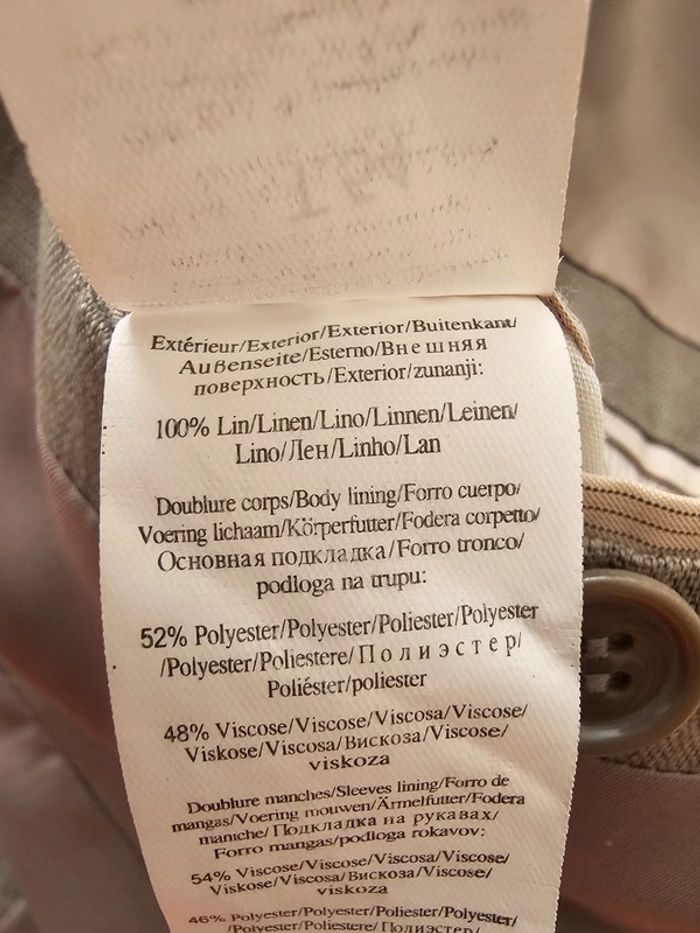 Extérieur/Exterior/Exterior/Buitenkant/
Außenseite/Esterno/Внешняя
поверхность/Exterior/zunanji:
100% Lin/Linen/Lino/Linnen/Leinen/
Lino/Лен/Linho/Lan
Doublure corps/Body lining/Forro cuerpo/
Voering lichaam/Körperfutter/Fodera corpetto/
Основная подкладка/Forro tronco/
podloga na trupu:
52% Polyester/Polyester/Poliester/Polyester
/Polyester/Poliestere/Полиэстер/
Poliéster/poliester
48% Viscose/Viscose/Viscosa/Viscose/
Viskose/Viscosa/Вискоза/Viscose/
viskoza
Doublure manches/Sleeves lining/Forro de
mangas/Voering mouwen/Ärmelfutter/Fodera
maniche/Подкладка на рукавах/
Forro mangas/podloga rokavov:
54% Viscose/Viscose/Viscosa/Viscose/
Viskose/Viscosa/Вискоза/Viscose/
viskoza
46% Polyester/Polyester/Poliester/Polyester/
/Polyester/Poliestere/Полиэстер/